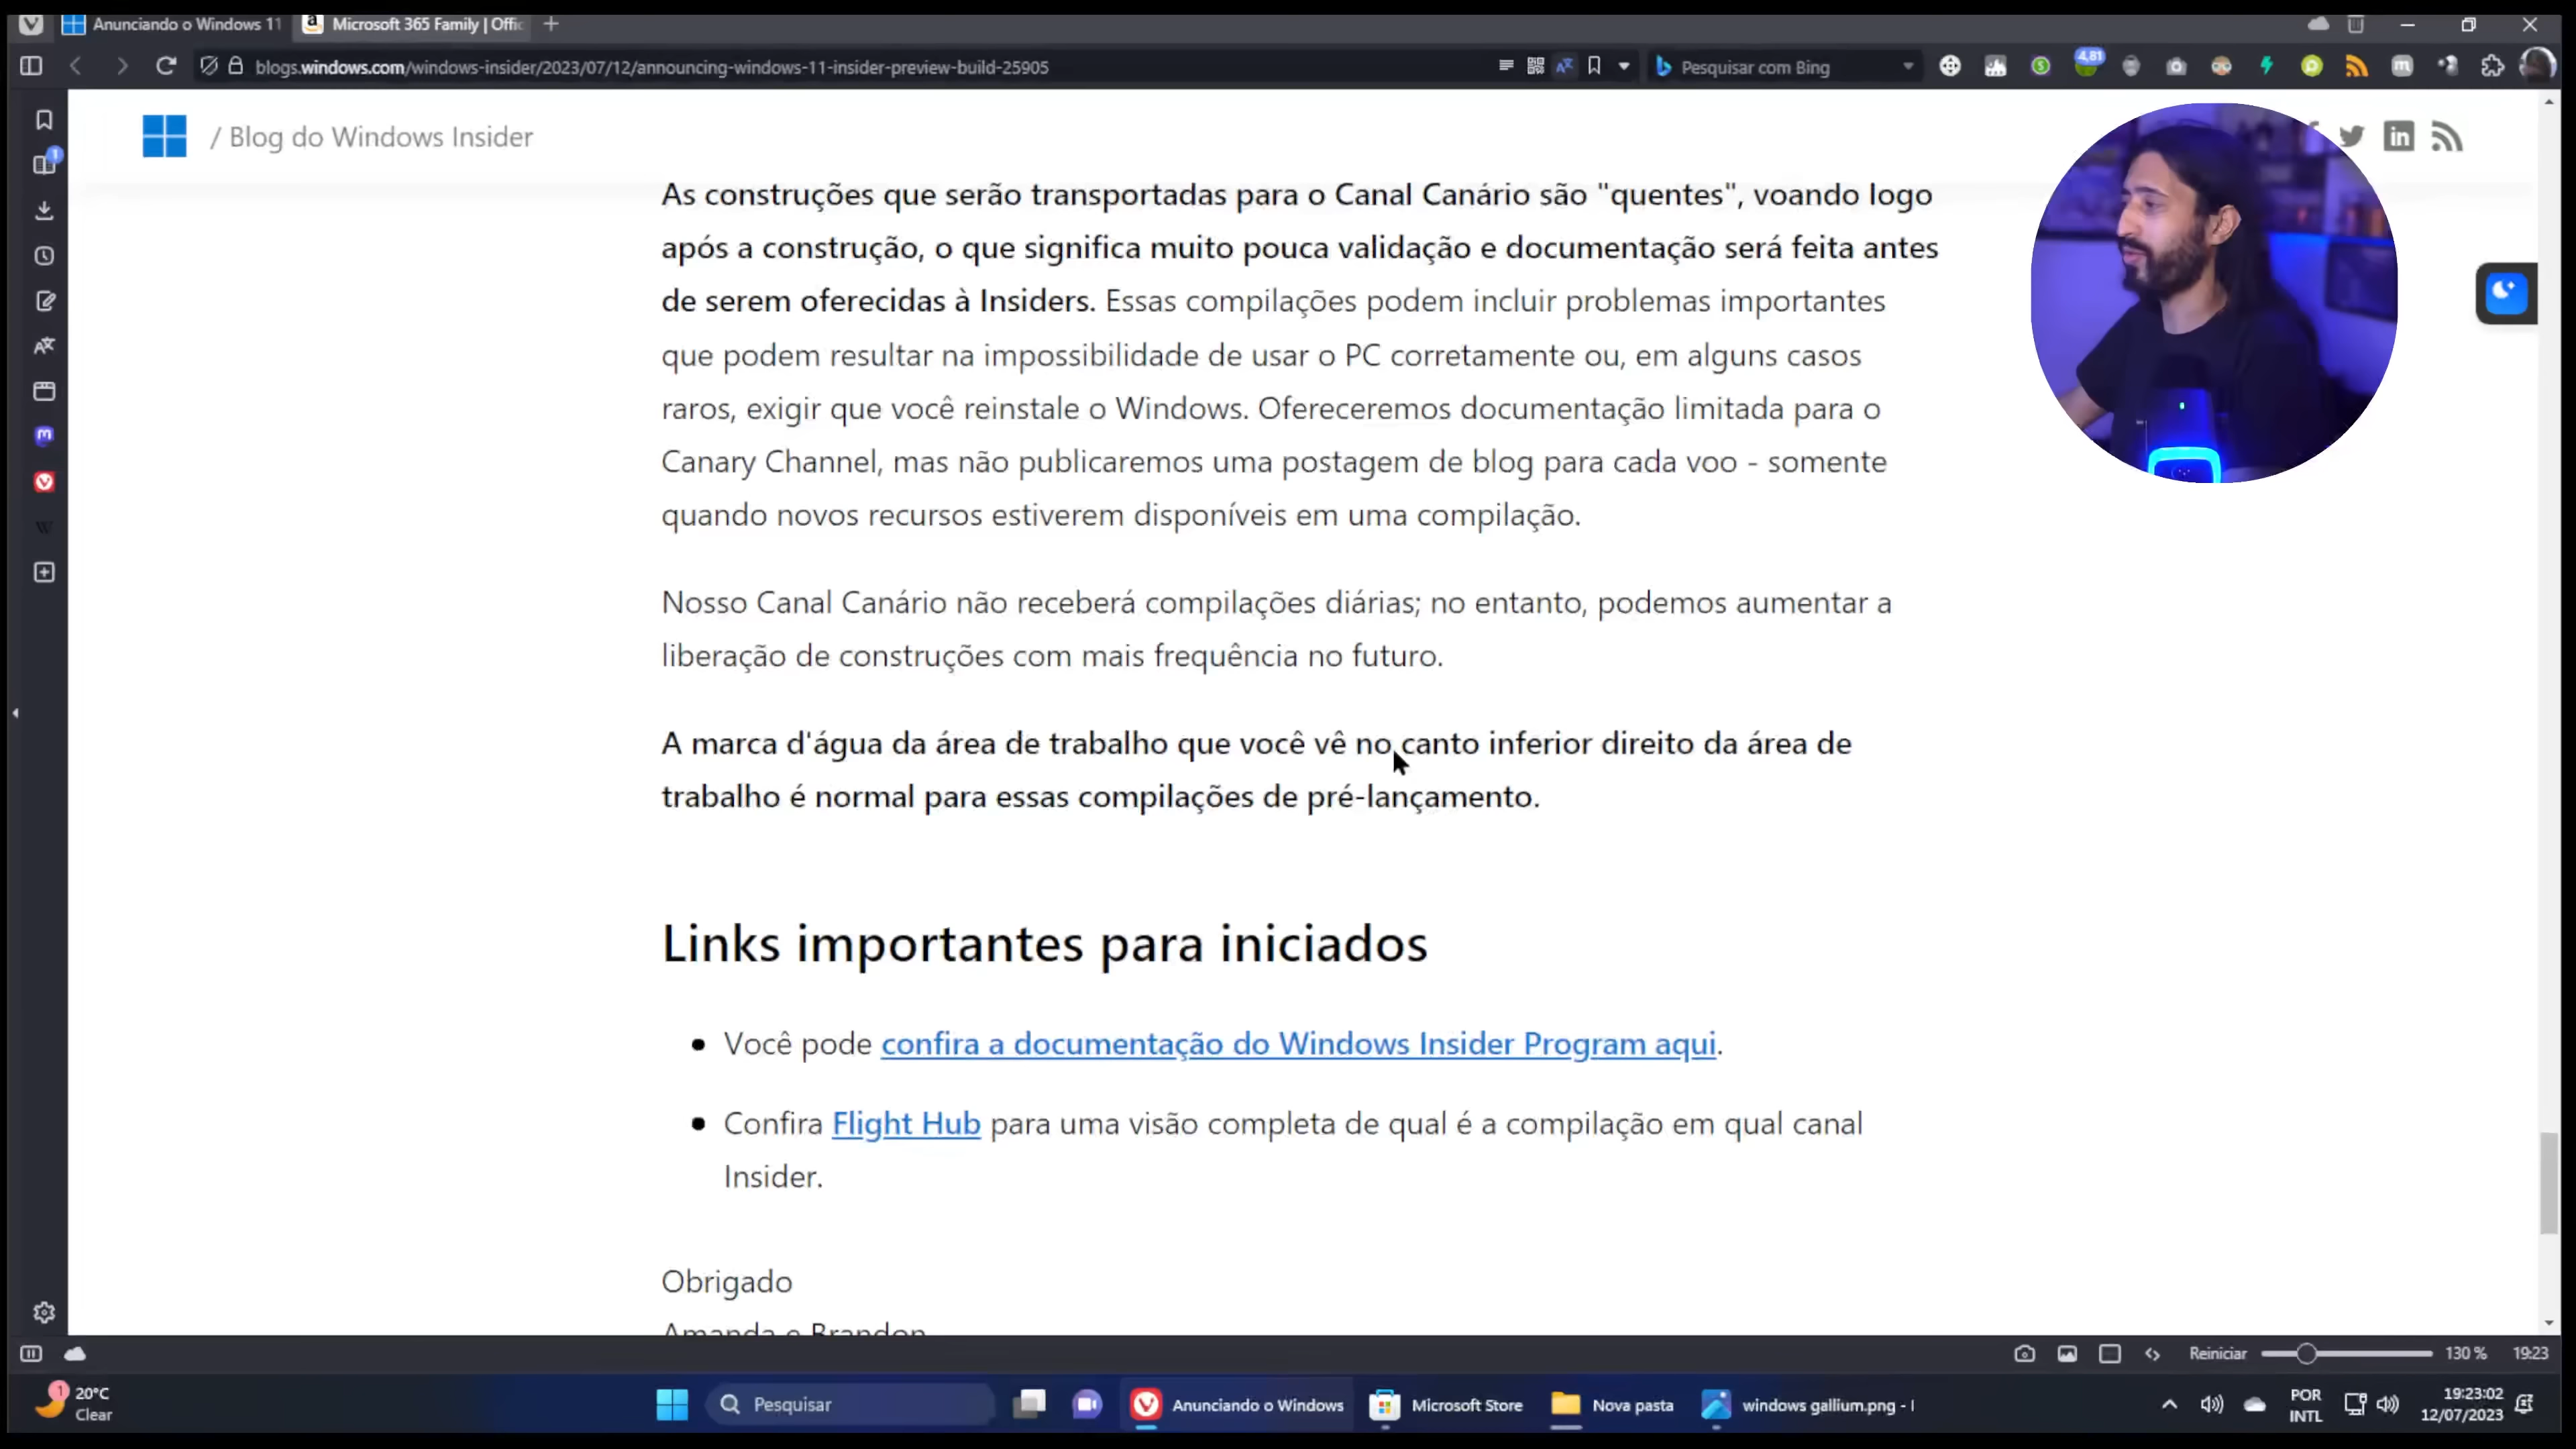 Anunciando o Windows 11
Microsoft 365 Family | Offi
blogs.windows.com/windows-insider/2023/07/12/announcing-windows-11-insider-preview-build-25905
Pesquisar com Bing
4,81
/ Blog do Windows Insider
As construções que serão transportadas para o Canal Canário são "quentes", voando logo
após a construção, o que significa muito pouca validação e documentação será feita antes
de serem oferecidas à Insiders. Essas compilações podem incluir problemas importantes
que podem resultar na impossibilidade de usar o PC corretamente ou, em alguns casos
raros, exigir que você reinstale o Windows. Ofereceremos documentação limitada para o
Canary Channel, mas não publicaremos uma postagem de blog para cada voo - somente
quando novos recursos estiverem disponíveis em uma compilação.
Nosso Canal Canário não receberá compilações diárias; no entanto, podemos aumentar a
liberação de construções com mais frequência no futuro.
A marca d'água da área de trabalho que você vê no canto inferior direito da área de
trabalho é normal para essas compilações de pré-lançamento.
Links importantes para iniciados
Você pode confira a documentação do Windows Insider Program aqui.
Confira Flight Hub para uma visão completa de qual é a compilação em qual canal
Insider.
Obrigado
Amanda e Brandon
Reiniciar
130 %
19:23
1
20°C
Clear
Pesquisar
Anunciando o Windows
Microsoft Store
Nova pasta
windows gallium.png - I
POR
INTL
19:23:02
12/07/2023